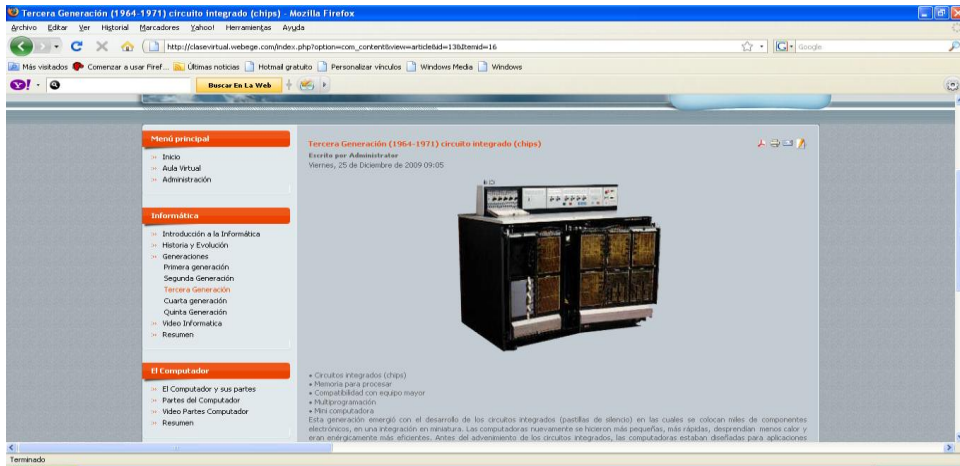 Tercera Generación (1964-1971) circuito integrado (chips) - Mozilla Firefox
Archivo Editar Ver Historial Marcadores Yahoo! Herramientas Ayuda
http://clasevirtual.webege.com/index.php?option=com_content&view=article&id=13&Itemid=16
Google
Más visitados Comenzar a usar Firef... Últimas noticias Hotmail gratuito Personalizar vínculos Windows Media Windows
Buscar En La Web
Menú principal
Inicio
Aula Virtual
Administración
Informática
Introducción a la Informática
Historia y Evolución
Generaciones
Primera generación
Segunda Generación
Tercera Generación
Cuarta generación
Quinta Generación
Video Informatica
Resumen
El Computador
El Computador y sus partes
Partes del Computador
Video Partes Computador
Resumen
Tercera Generación (1964-1971) circuito integrado (chips)
Escrito por Administrator
Viernes, 25 de Diciembre de 2009 09:05
• Circuitos integrados (chips)
• Memoria para procesar
• Compatibilidad con equipo mayor
• Multiprogramación
• Mini computadora
Esta generación emergió con el desarrollo de los circuitos integrados (pastillas de silencio) en las cuales se colocan miles de componentes
electrónicos, en una integración en miniatura. Las computadoras nuevamente se hicieron más pequeñas, más rápidas, desprendían menos calor y
eran enérgicamente más eficientes. Antes del advenimiento de los circuitos integrados, las computadoras estaban diseñadas para aplicaciones
Terminado